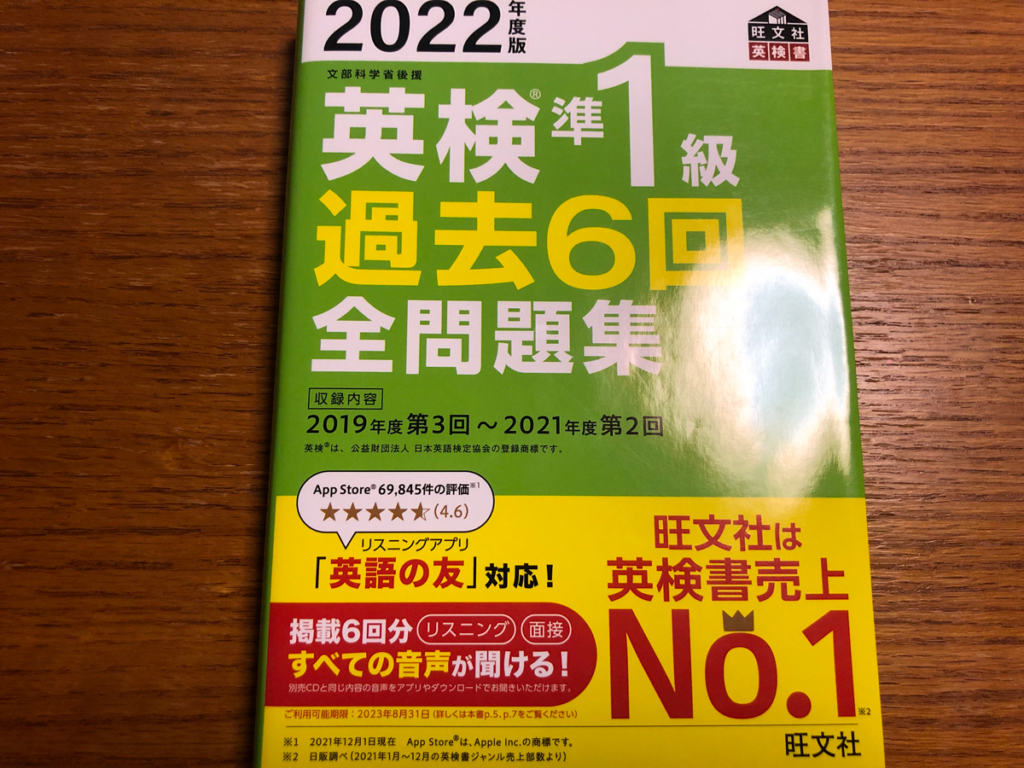 2022年度版
旺文社
英検書
文部科学省後援
英検®準1級
過去6回
全問題集
収録内容
2019年度 第3回 ~ 2021年度 第2回
英検®は、公益財団法人 日本英語検定協会の登録商標です。
App Store® 69,845件の評価※1
★★★★⯪(4.6)
リスニングアプリ
「英語の友」対応!
旺文社は
英検書売上
No.1※2
掲載6回分 リスニング 面接
すべての音声が聞ける!
別売CDと同じ内容の音声をアプリやダウンロードでお聞きいただけます。
ご利用可能期限:2023年8月31日(詳しくは本書p.5、p.7をご覧ください)
※1 2021年12月1日現在 App Store®は、Apple Inc.の商標です。
※2 日販調べ(2021年1月~12月の英検書ジャンル売上部数より)
旺文社